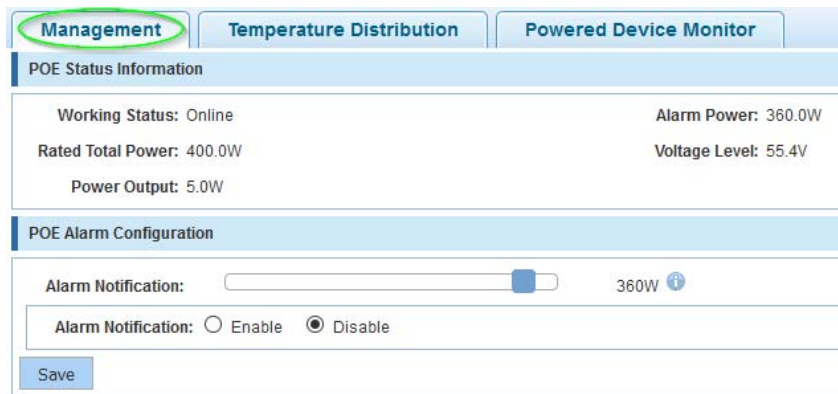 Management Temperature Distribution Powered Device Monitor
POE Status Information
Working Status: Online Alarm Power: 360.0W
Rated Total Power: 400.0W Voltage Level: 55.4V
Power Output: 5.0W
POE Alarm Configuration
Alarm Notification: 360W i
Alarm Notification: Enable Disable
Save